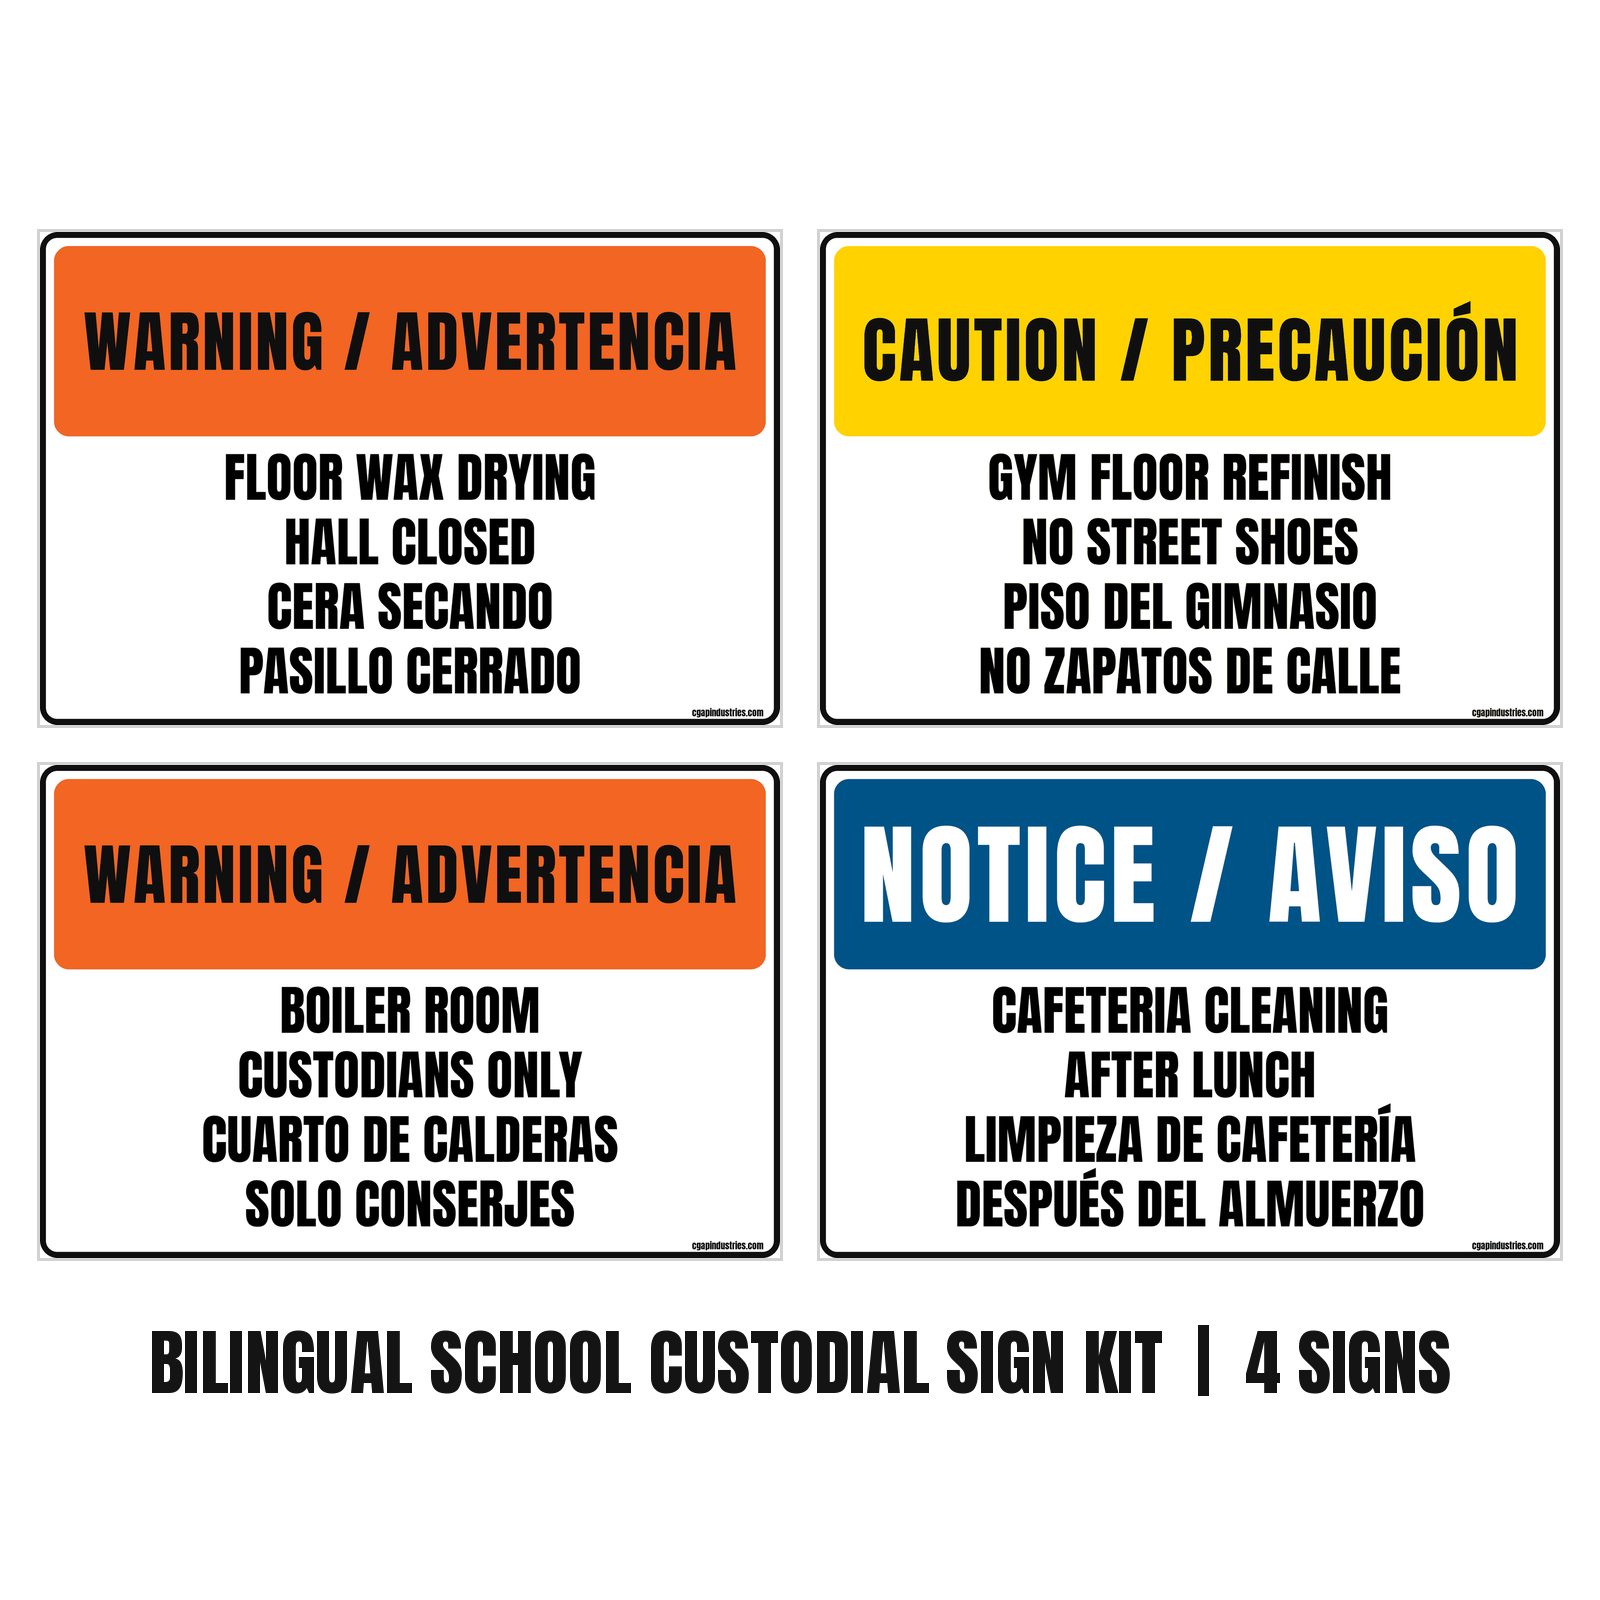 WARNING / ADVERTENCIA
FLOOR WAX DRYING
HALL CLOSED
CERA SECANDO
PASILLO CERRADO
cgapindustries.com
CAUTION / PRECAUCIÓN
GYM FLOOR REFINISH
NO STREET SHOES
PISO DEL GIMNASIO
NO ZAPATOS DE CALLE
cgapindustries.com
WARNING / ADVERTENCIA
BOILER ROOM
CUSTODIANS ONLY
CUARTO DE CALDERAS
SOLO CONSERJES
cgapindustries.com
NOTICE / AVISO
CAFETERIA CLEANING
AFTER LUNCH
LIMPIEZA DE CAFETERÍA
DESPUÉS DEL ALMUERZO
cgapindustries.com
BILINGUAL SCHOOL CUSTODIAL SIGN KIT | 4 SIGNS